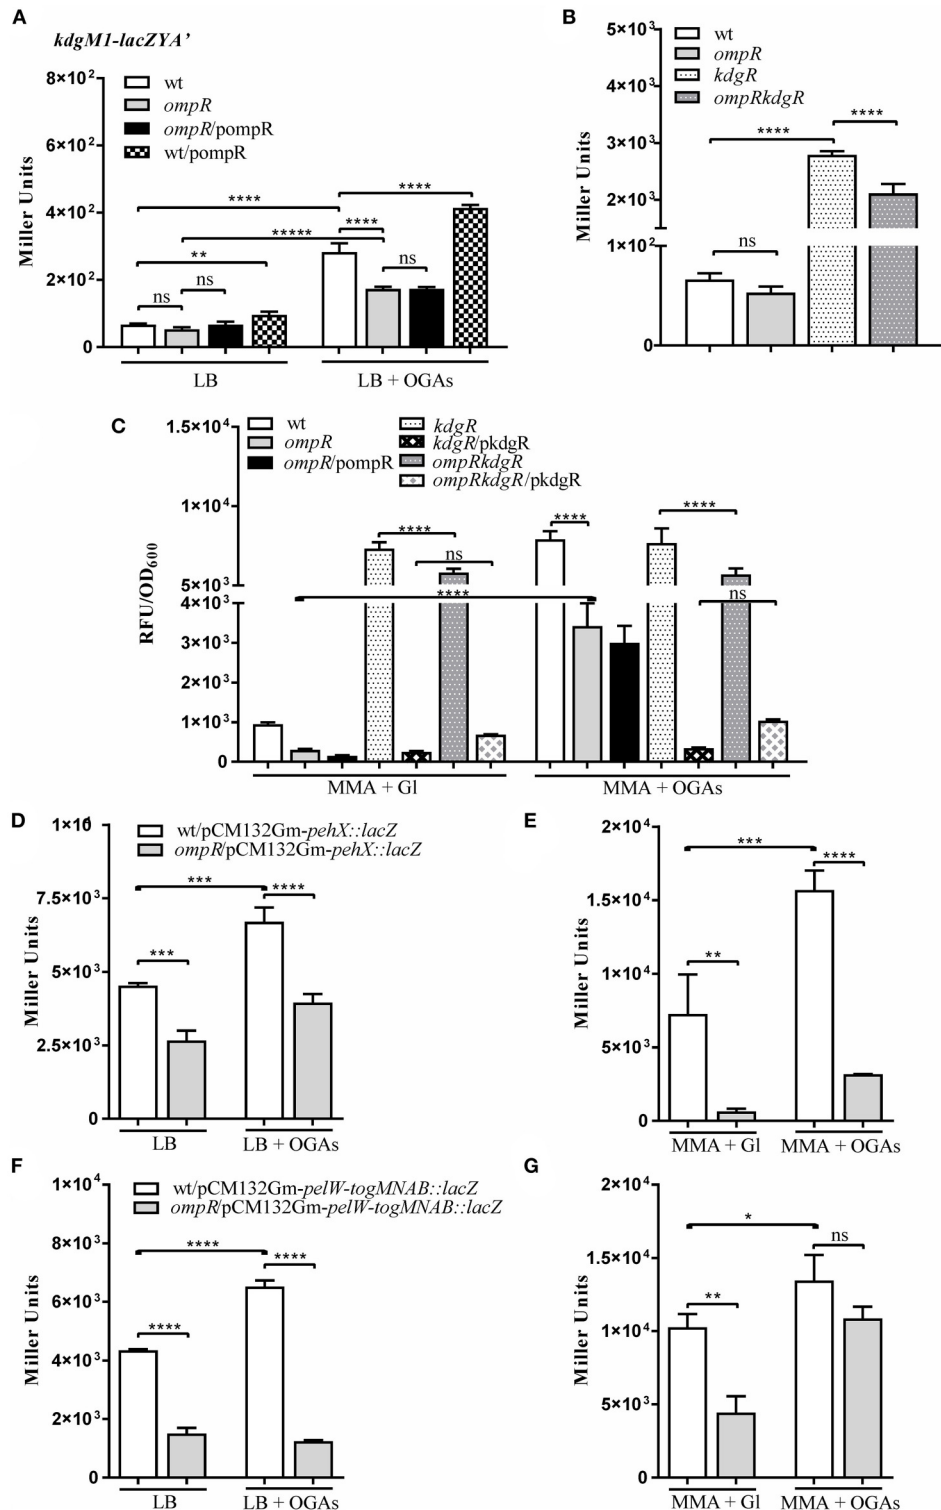 A
kdgM1-lacZYA’
wt
ompR
ompR/pompR
wt/pompR
Miller Units
8×10²
6×10²
4×10²
2×10²
0
****
****
****
*****
ns
**
ns
ns
LB
LB + OGAs
B
wt
ompR
kdgR
ompRkdgR
Miller Units
5×10³
4×10³
3×10³
2×10³
1×10²
0
****
****
ns
C
wt
ompR
ompR/pompR
kdgR
kdgR/pkdgR
ompRkdgR
ompRkdgR/pkdgR
RFU/OD₆₀₀
1.5×10⁴
1×10⁴
5×10³
4×10³
3×10³
2×10³
1×10³
0
****
ns
****
****
****
ns
MMA + Gl
MMA + OGAs
D
wt/pCM132Gm-pehX::lacZ
ompR/pCM132Gm-pehX::lacZ
Miller Units
7.5×10³
5×10³
2.5×10³
0
***
****
***
LB
LB + OGAs
E
Miller Units
2×10⁴
1.5×10⁴
1×10⁴
5×10³
0
***
****
**
MMA + Gl
MMA + OGAs
F
wt/pCM132Gm-pelW-togMNAB::lacZ
ompR/pCM132Gm-pelW-togMNAB::lacZ
Miller Units
1×10⁴
8×10³
6×10³
4×10³
2×10³
0
****
****
****
LB
LB + OGAs
G
Miller Units
2×10⁴
1.5×10⁴
1×10⁴
5×10³
0
*
ns
**
MMA + Gl
MMA + OGAs